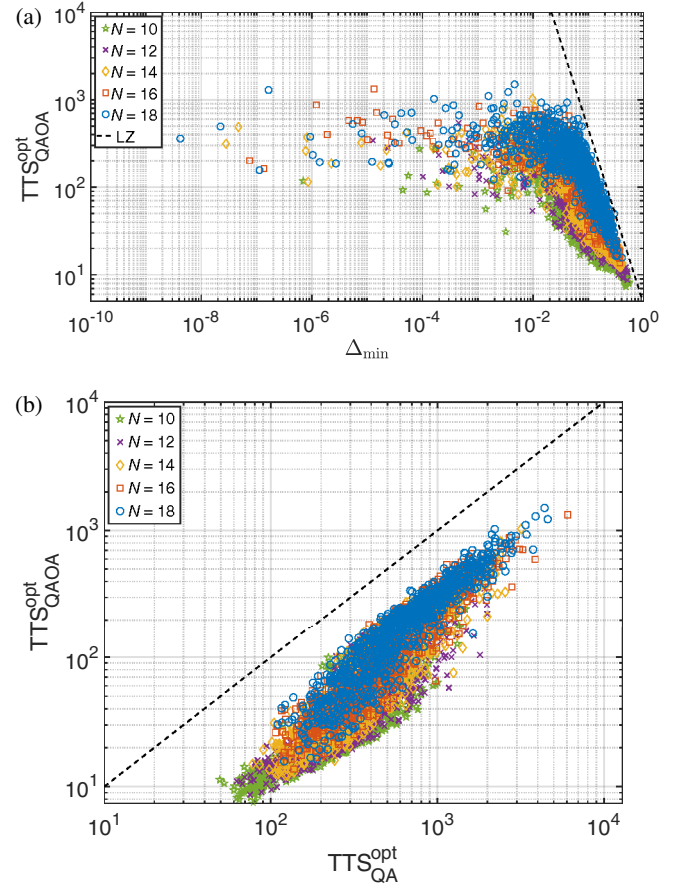 (a)
10^4
10^3
10^2
10^1
TTS^opt_QAOA
N = 10
N = 12
N = 14
N = 16
N = 18
LZ
10^-10
10^-8
10^-6
10^-4
10^-2
10^0
Δ_min
(b)
10^4
10^3
10^2
10^1
TTS^opt_QAOA
N = 10
N = 12
N = 14
N = 16
N = 18
10^1
10^2
10^3
10^4
TTS^opt_QA